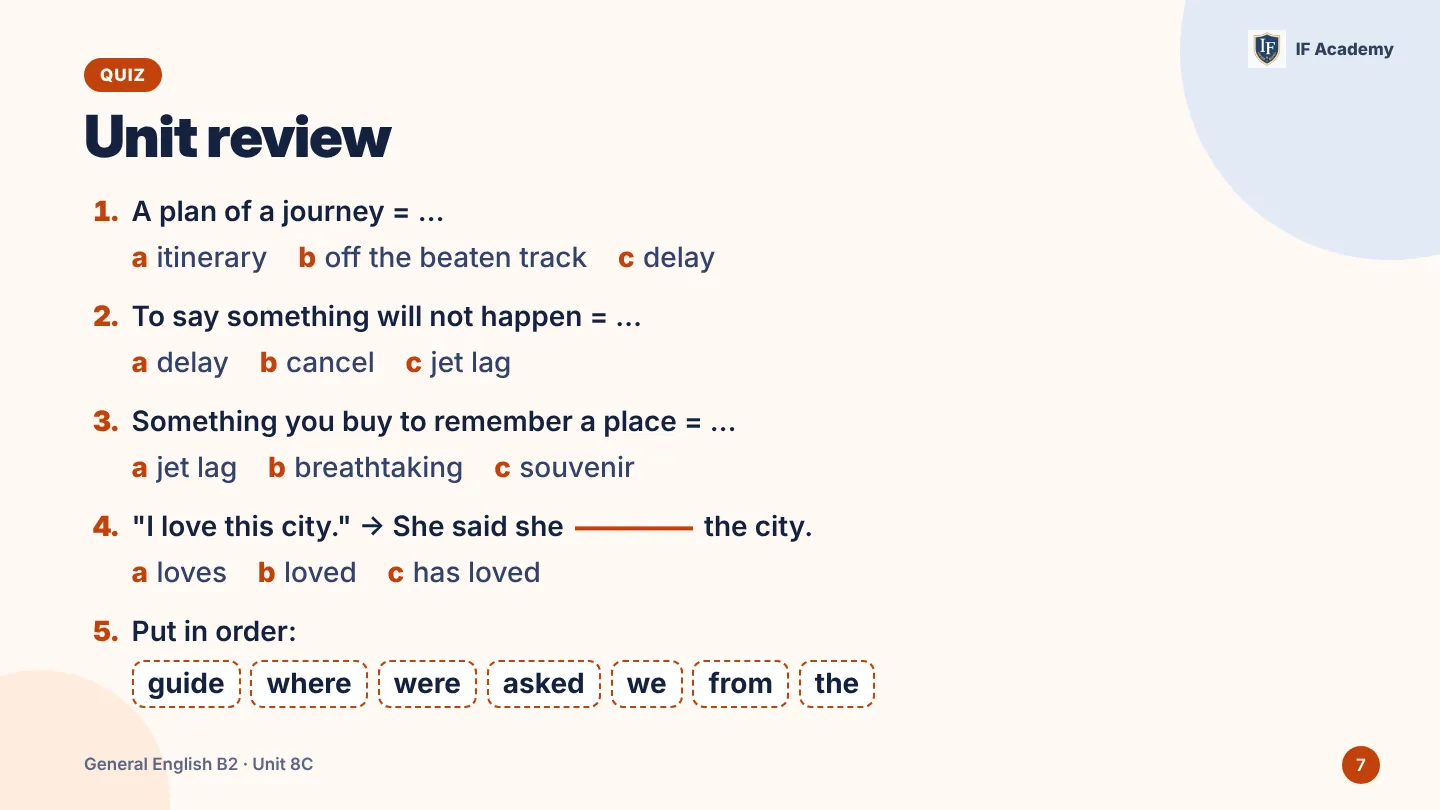 IF
IF Academy
QUIZ
Unit review
1. A plan of a journey = ...
a itinerary b off the beaten track c delay
2. To say something will not happen = ...
a delay b cancel c jet lag
3. Something you buy to remember a place = ...
a jet lag b breathtaking c souvenir
4. "I love this city." → She said she ______ the city.
a loves b loved c has loved
5. Put in order:
guide where were asked we from the
General English B2 · Unit 8C
7